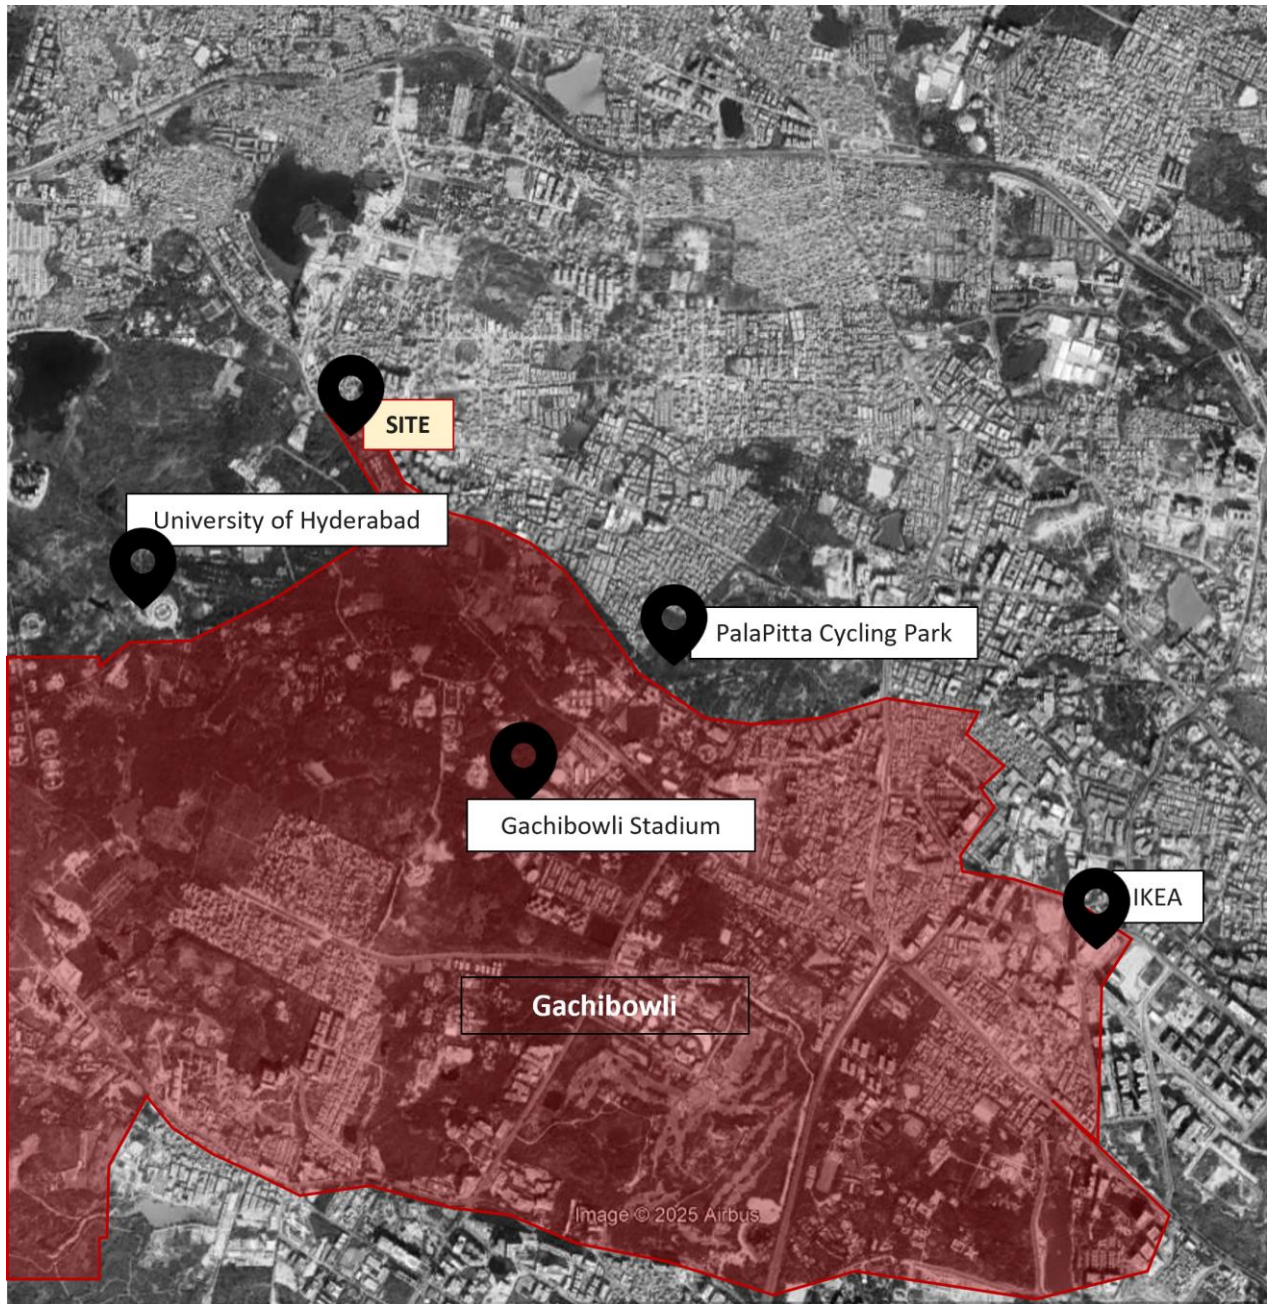 SITE
University of Hyderabad
PalaPitta Cycling Park
Gachibowli Stadium
IKEA
Gachibowli
Image © 2025 Airbus